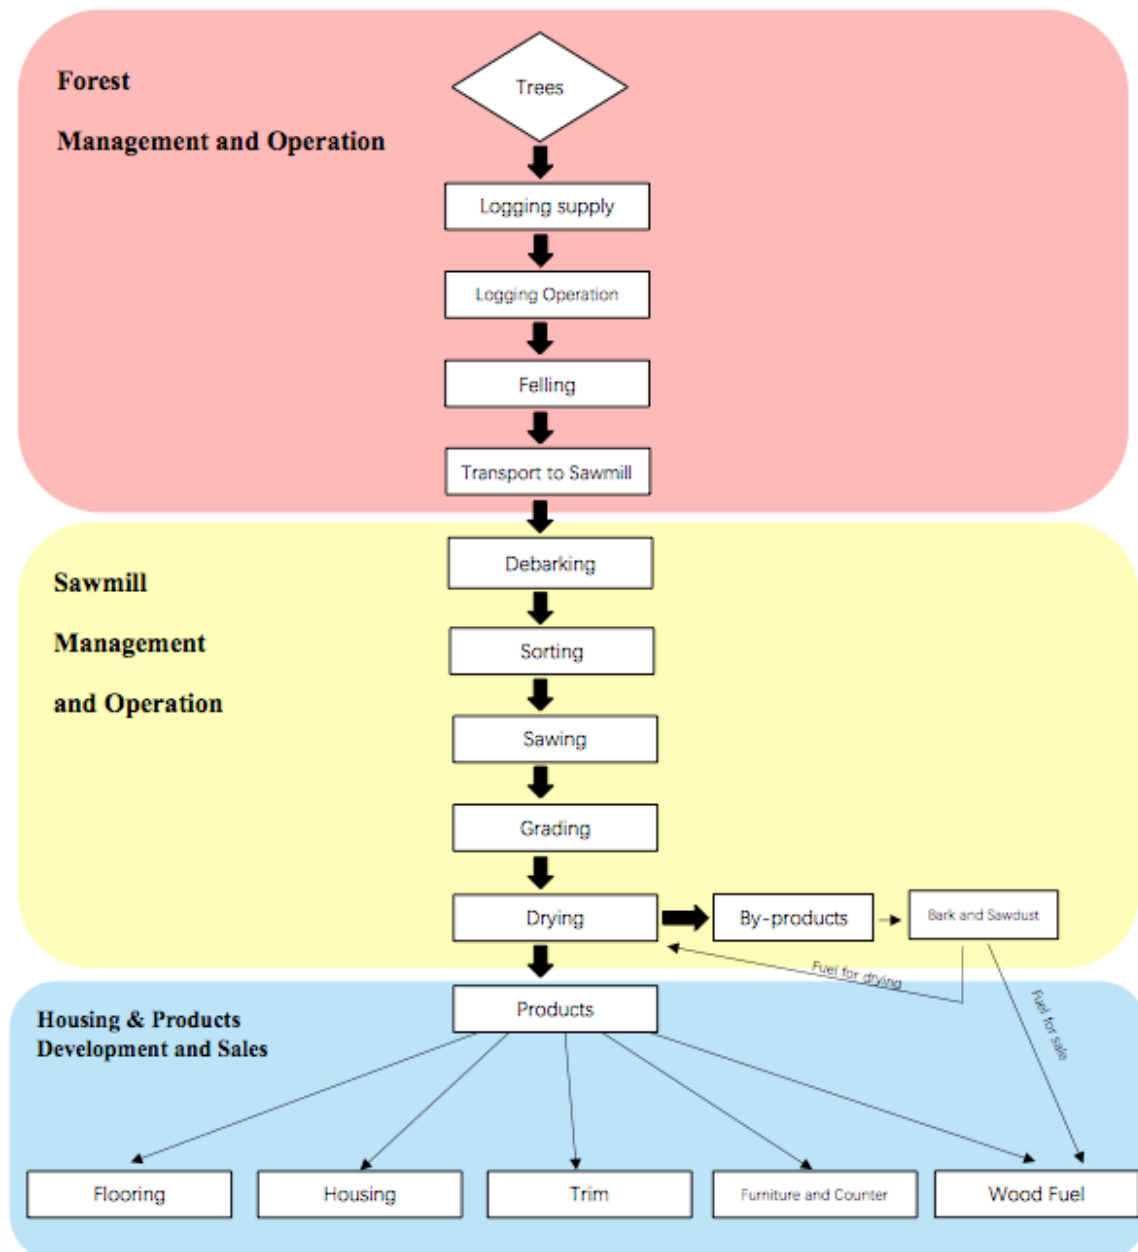 Forest
Management and Operation
Trees
Logging supply
Logging Operation
Felling
Transport to Sawmill
Sawmill
Management
and Operation
Debarking
Sorting
Sawing
Grading
Drying
By-products
Bark and Sawdust
Fuel for drying
Fuel for sale
Housing & Products
Development and Sales
Products
Flooring
Housing
Trim
Furniture and Counter
Wood Fuel